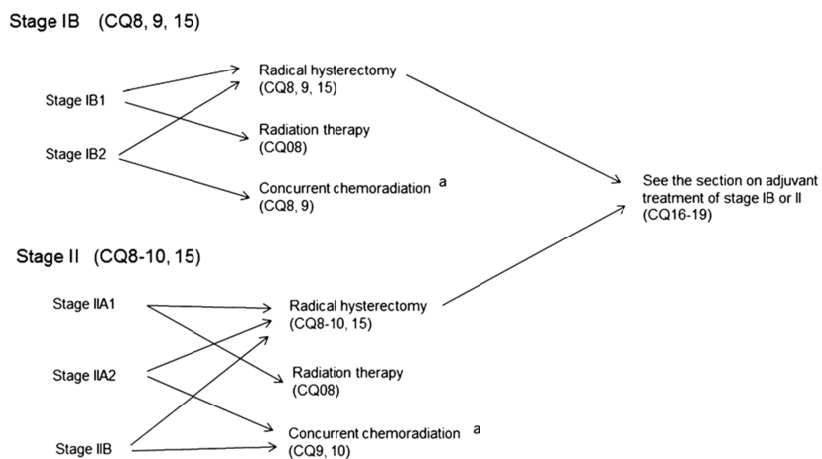 Stage IB (CQ8, 9, 15)
Stage IB1
Stage IB2
Radical hysterectomy
(CQ8, 9, 15)
Radiation therapy
(CQ08)
Concurrent chemoradiation a
(CQ8, 9)
See the section on adjuvant
treatment of stage IB or II
(CQ16-19)
Stage II (CQ8-10, 15)
Stage IIA1
Stage IIA2
Stage IIB
Radical hysterectomy
(CQ8-10, 15)
Radiation therapy
(CQ08)
Concurrent chemoradiation a
(CQ9, 10)